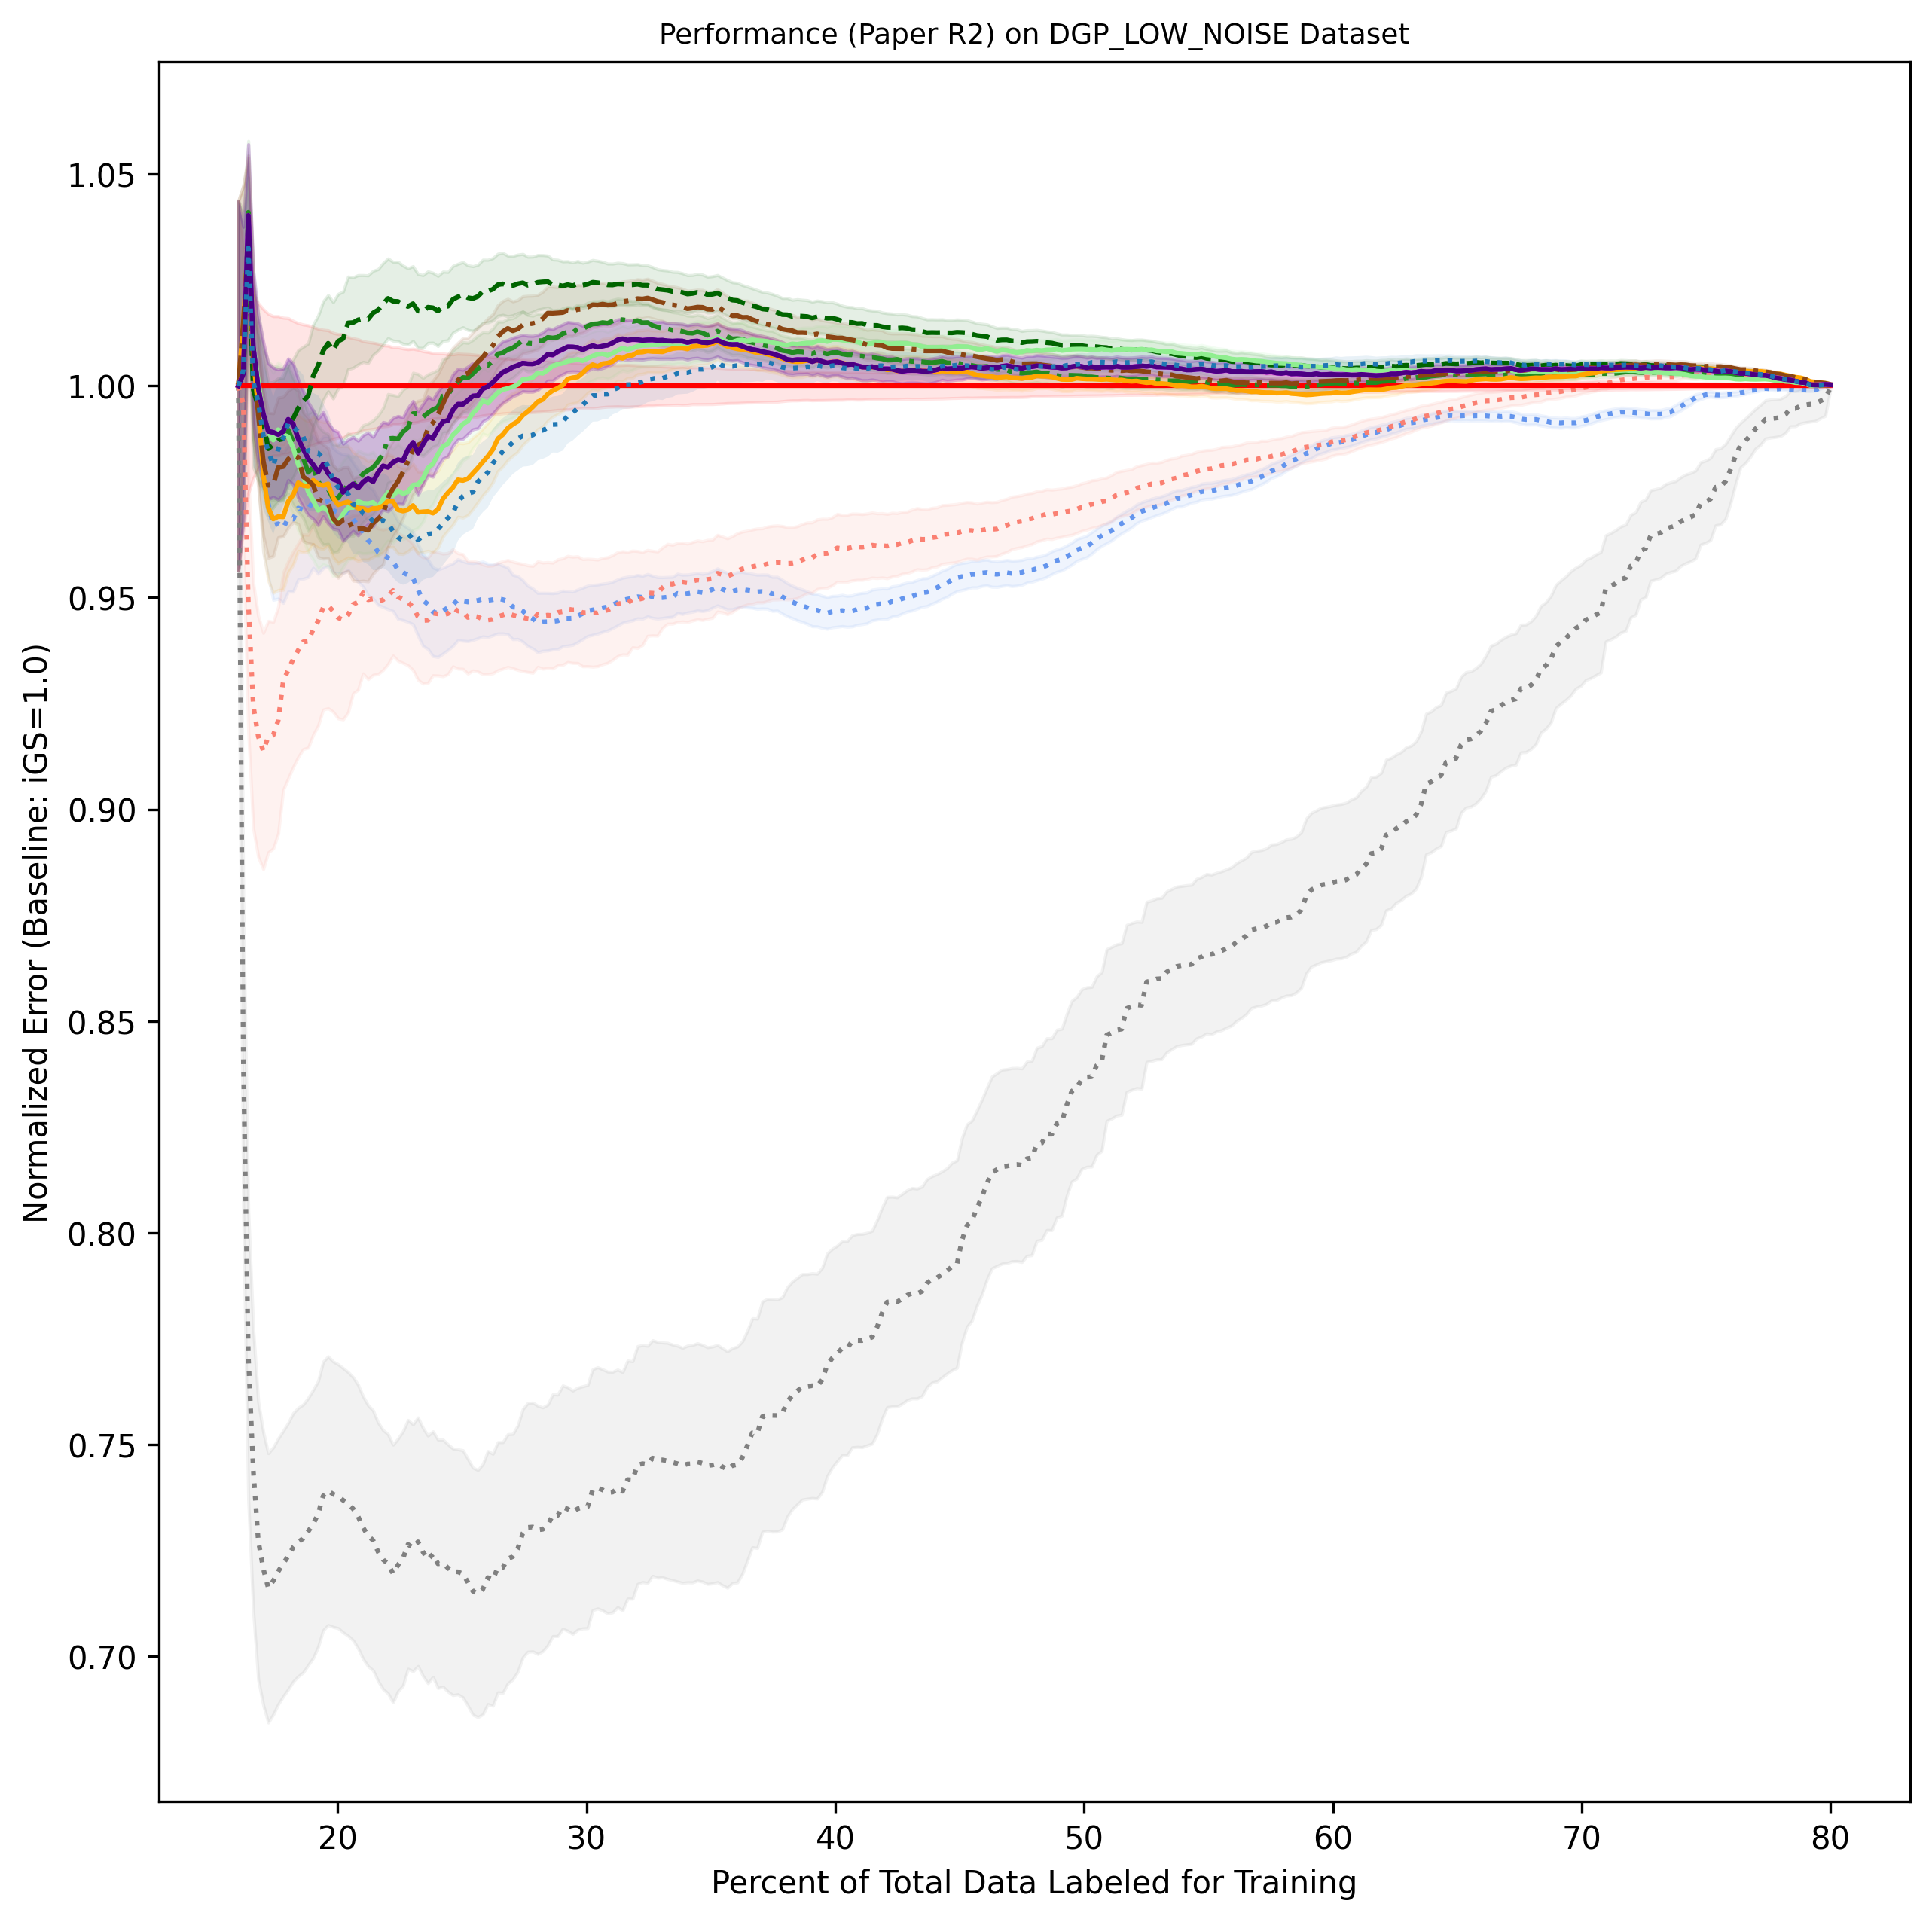 Performance (Paper R2) on DGP_LOW_NOISE Dataset
Normalized Error (Baseline: iGS=1.0)
1.05
1.00
0.95
0.90
0.85
0.80
0.75
0.70
20 30 40 50 60 70 80
Percent of Total Data Labeled for Training